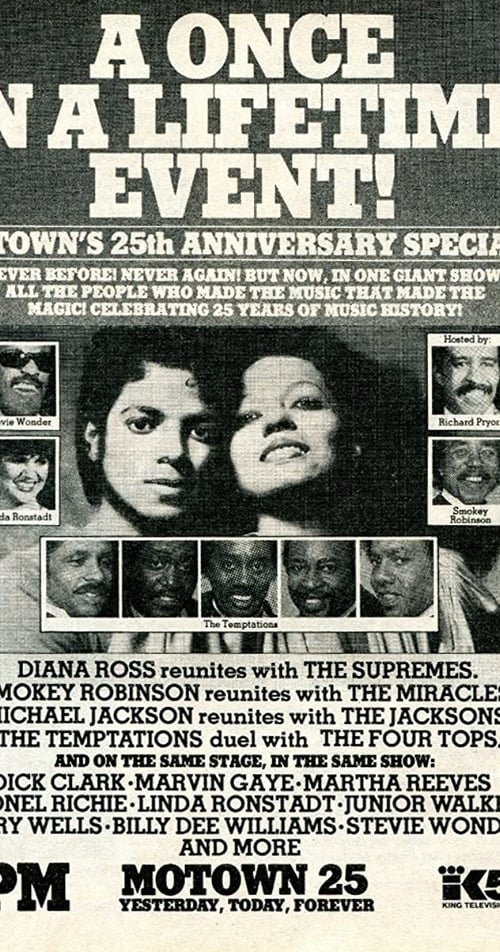 A ONCE
N A LIFETIM
EVENT!
TOWN'S 25th ANNIVERSARY SPECIA
EVER BEFORE! NEVER AGAIN! BUT NOW, IN ONE GIANT SHOW
ALL THE PEOPLE WHO MADE THE MUSIC THAT MADE THE
MAGIC! CELEBRATING 25 YEARS OF MUSIC HISTORY!
Hosted by:
vie Wonder
Richard Pryor
da Ronstadt
Smokey
Robinson
The Temptations
DIANA ROSS reunites with THE SUPREMES.
MOKEY ROBINSON reunites with THE MIRACLES
MICHAEL JACKSON reunites with THE JACKSONS
THE TEMPTATIONS duel with THE FOUR TOPS.
AND ON THE SAME STAGE, IN THE SAME SHOW:
DICK CLARK·MARVIN GAYE·MARTHA REEVES
ONEL RICHIE·LINDA RONSTADT·JUNIOR WALK
RY WELLS·BILLY DEE WILLIAMS·STEVIE WOND
AND MORE
PM
MOTOWN 25
YESTERDAY, TODAY, FOREVER
K5
KING TELEVISI